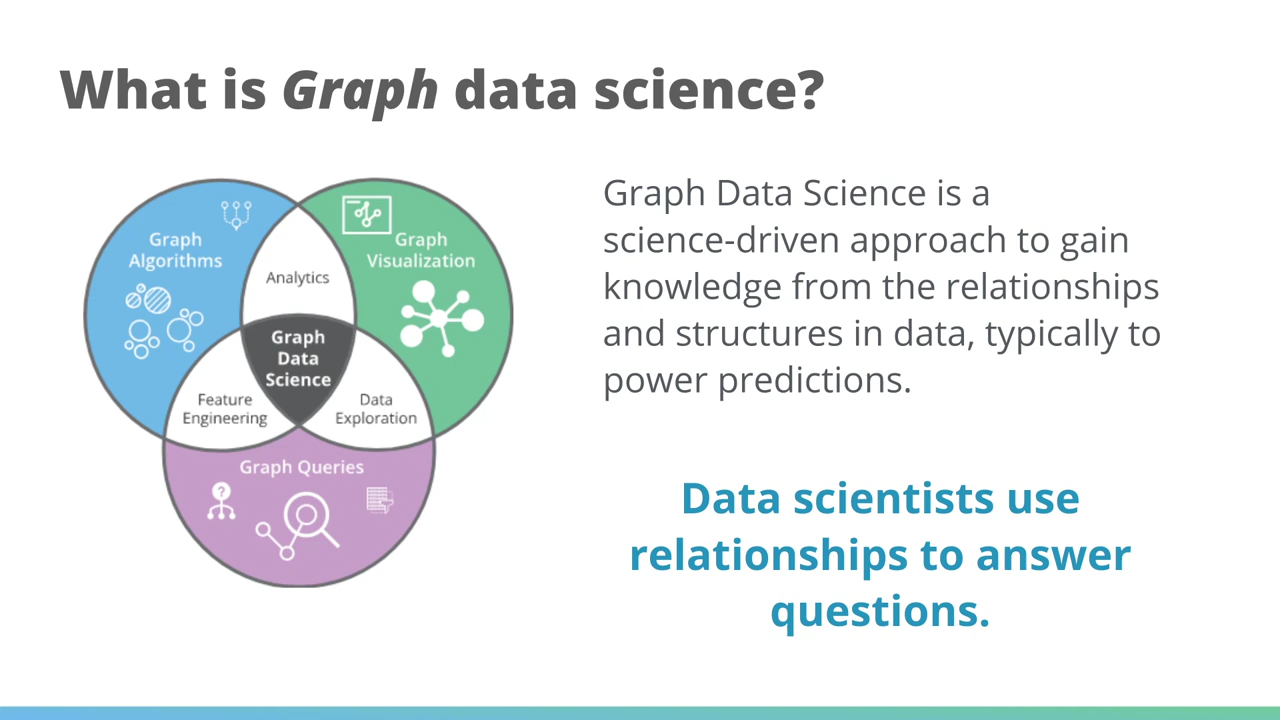 What is Graph data science?
Graph
Algorithms
Graph
Visualization
Analytics
Graph
Data
Science
Feature
Engineering
Data
Exploration
Graph Queries
?
Graph Data Science is a
science-driven approach to gain
knowledge from the relationships
and structures in data, typically to
power predictions.
Data scientists use
relationships to answer
questions.